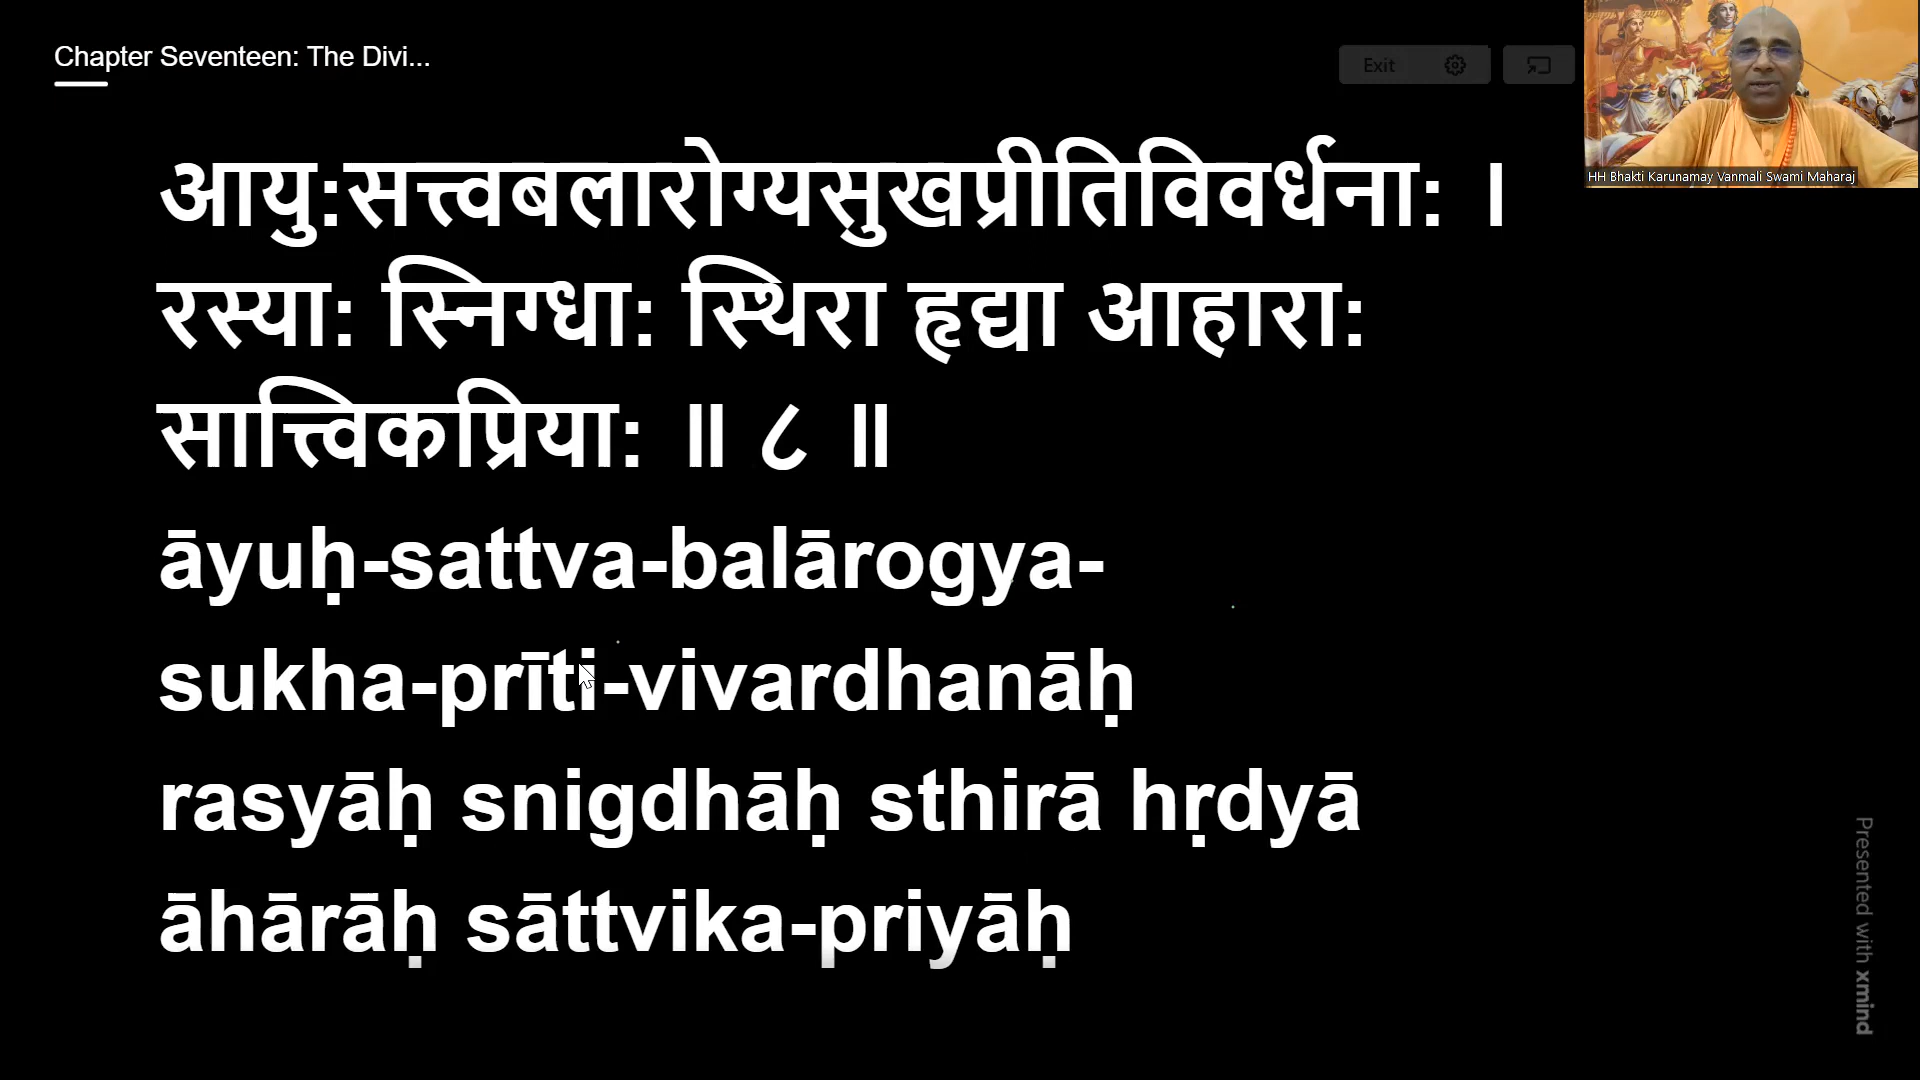 Chapter Seventeen: The Divi...
Exit
HH Bhakti Karunamay Vanmali Swami Maharaj
आयु:सत्त्वबलारोग्यसुखप्रीतिविवर्धना: ।
रस्या: स्निग्धा: स्थिरा हृद्या आहारा:
सात्त्विकप्रिया: ॥ ८ ॥
āyuḥ-sattva-balārogya-
sukha-prīti-vivardhanāḥ
rasyāḥ snigdhāḥ sthirā hṛdyā
āhārāḥ sāttvika-priyāḥ
Presented with xmind